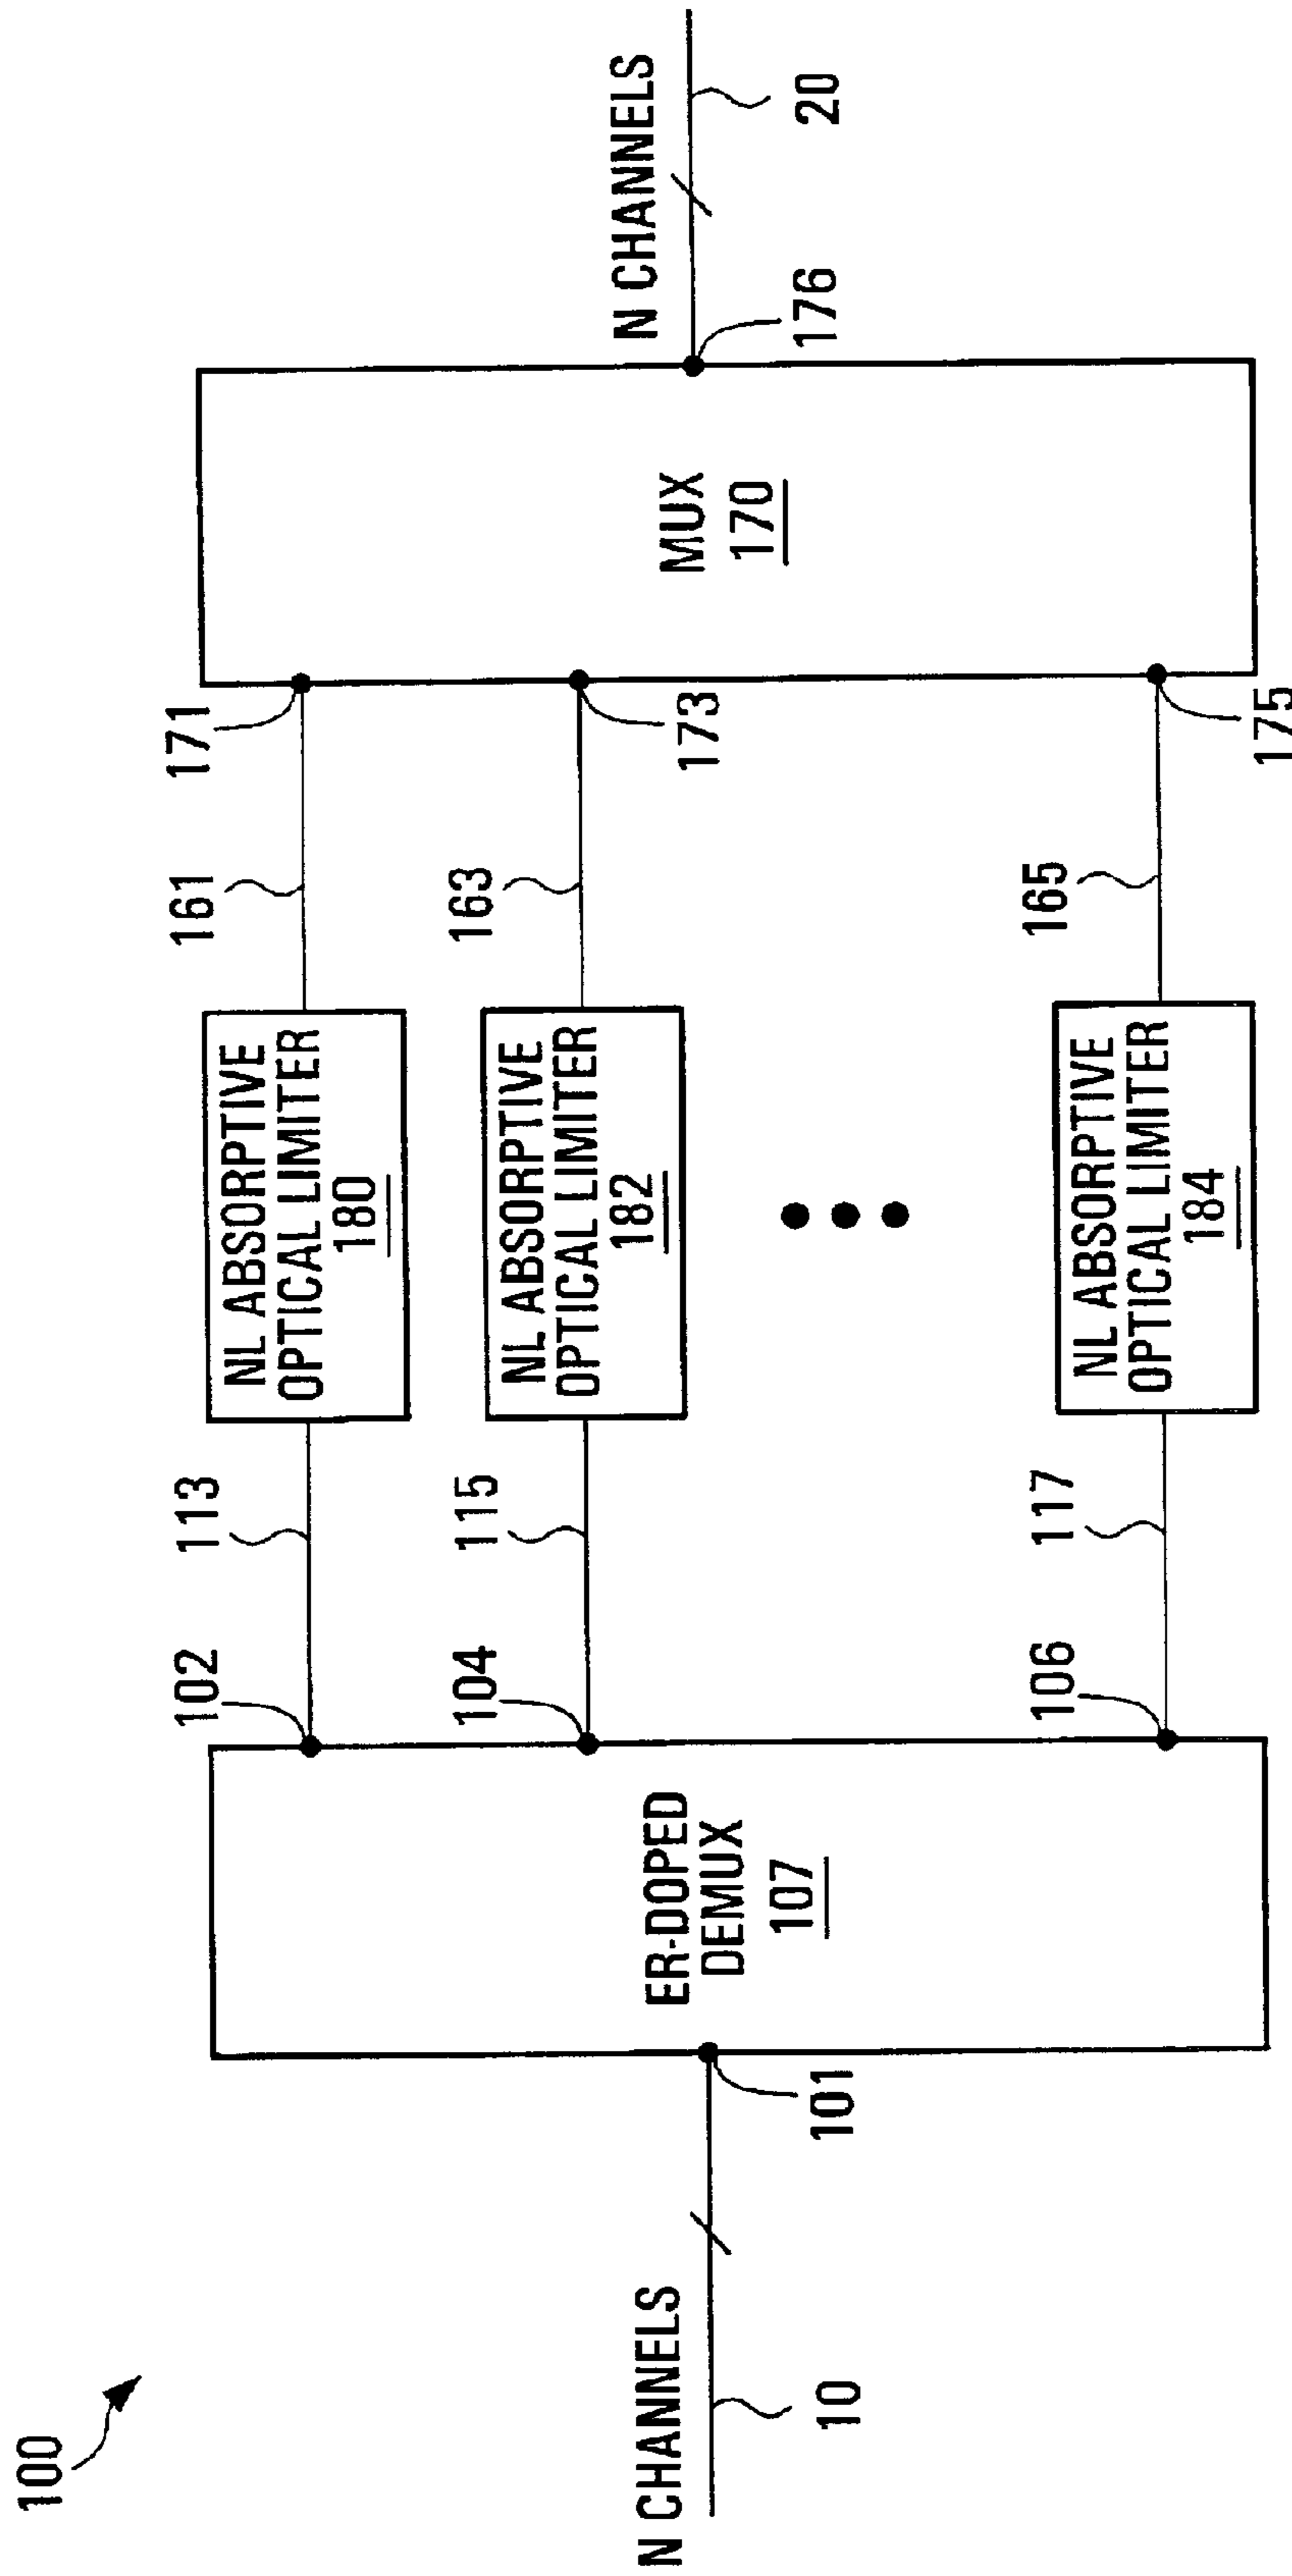 100
N CHANNELS
10
101
ER-DOPED
DEMUX
107
102
104
106
113
115
117
NL ABSORPTIVE
OPTICAL LIMITER
180
NL ABSORPTIVE
OPTICAL LIMITER
182
NL ABSORPTIVE
OPTICAL LIMITER
184
161
163
165
171
173
175
MUX
170
176
N CHANNELS
20